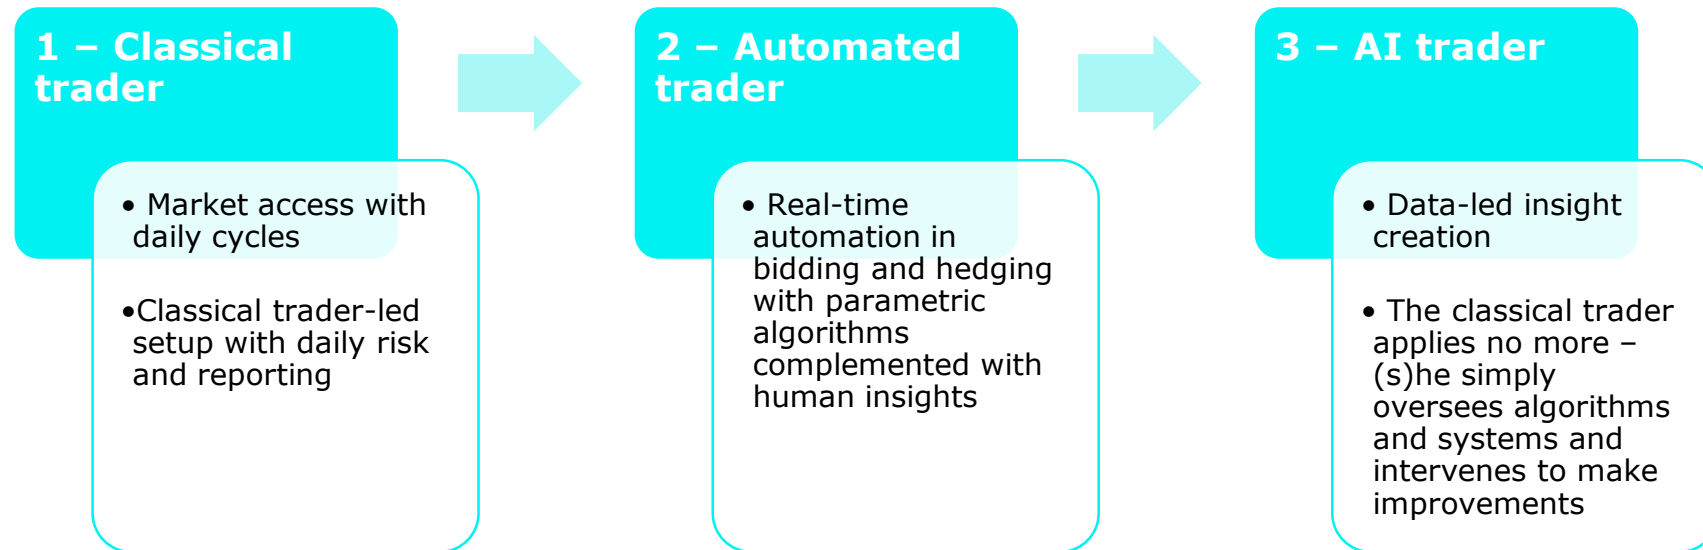 1 – Classical
trader
• Market access with
daily cycles
•Classical trader-led
setup with daily risk
and reporting
2 – Automated
trader
• Real-time
automation in
bidding and hedging
with parametric
algorithms
complemented with
human insights
3 – AI trader
• Data-led insight
creation
• The classical trader
applies no more –
(s)he simply
oversees algorithms
and systems and
intervenes to make
improvements